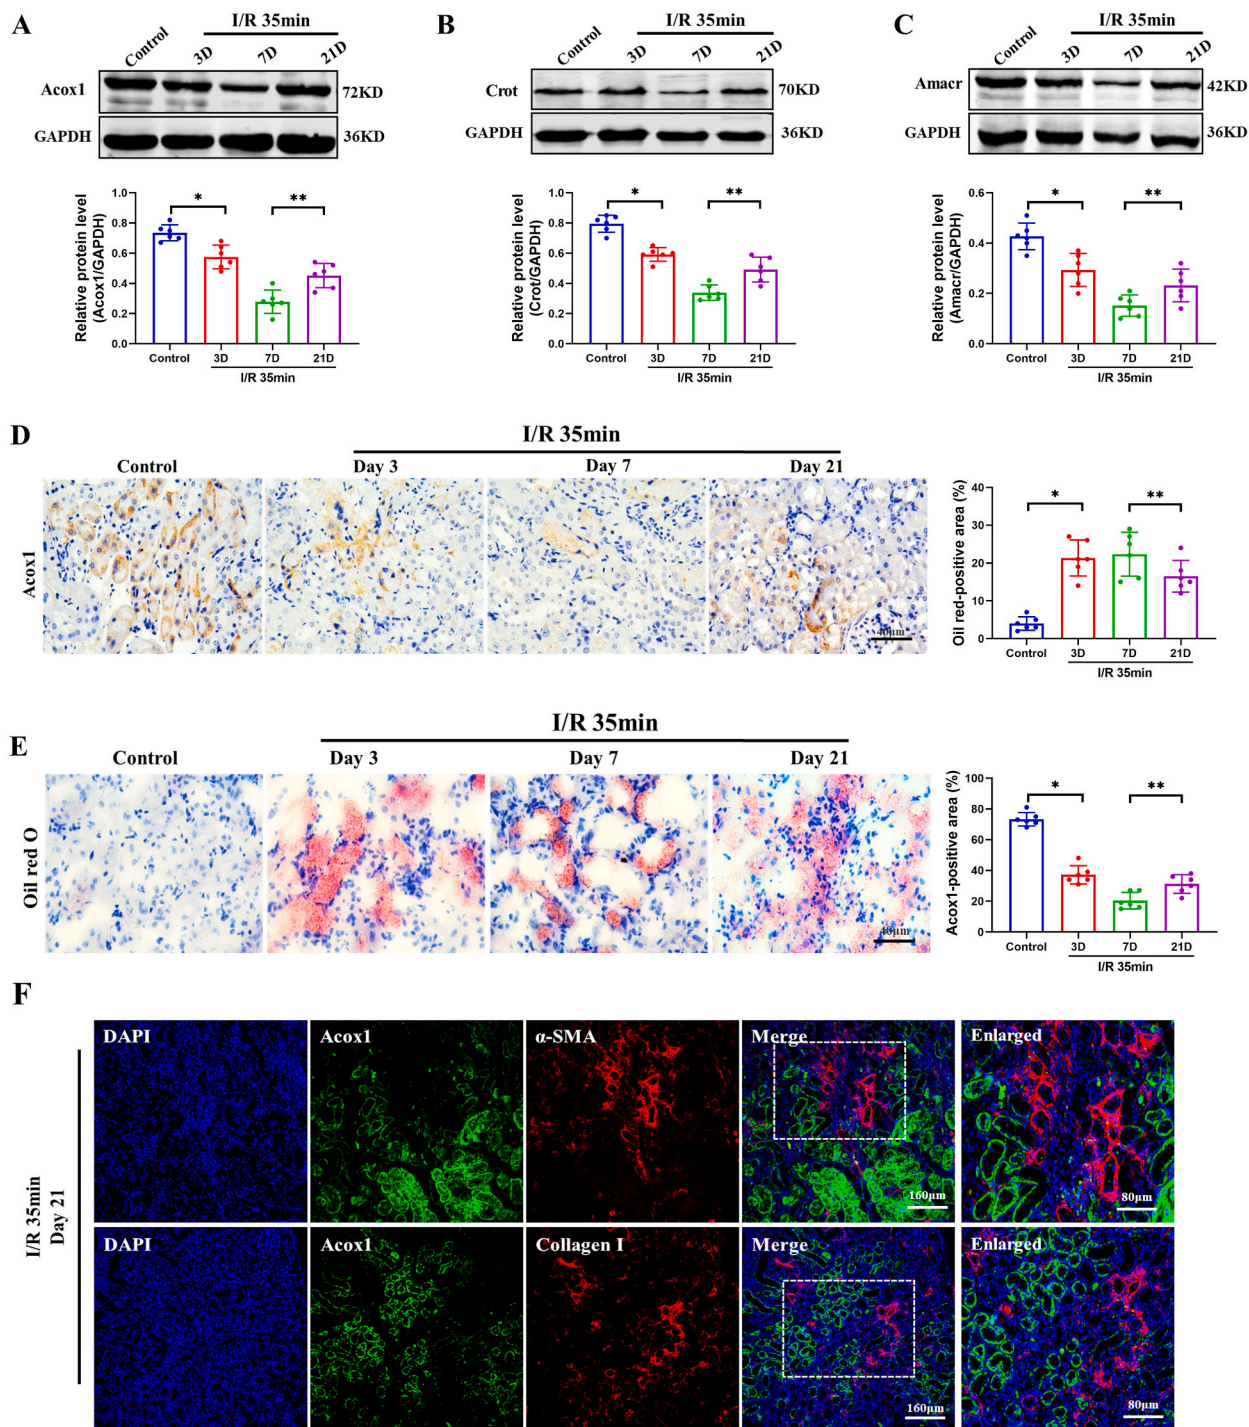 A
I/R 35min
Control
3D
7D
21D
Acox1
72KD
GAPDH
36KD
Relative protein level
(Acox1/GAPDH)
1.0
0.8
0.6
0.4
0.2
0.0
*
**
Control
3D
7D
21D
I/R 35min
B
I/R 35min
Control
3D
7D
21D
Crot
70KD
GAPDH
36KD
Relative protein level
(Crot/GAPDH)
1.0
0.8
0.6
0.4
0.2
0.0
*
**
Control
3D
7D
21D
I/R 35min
C
I/R 35min
Control
3D
7D
21D
Amacr
42KD
GAPDH
36KD
Relative protein level
(Amacr/GAPDH)
0.6
0.4
0.2
0.0
*
**
Control
3D
7D
21D
I/R 35min
D
I/R 35min
Control
Day 3
Day 7
Day 21
Acox1
40μm
Oil red-positive area (%)
40
30
20
10
0
*
**
Control
3D
7D
21D
I/R 35min
E
I/R 35min
Control
Day 3
Day 7
Day 21
Oil red O
40μm
Acox1-positive area (%)
100
80
60
40
20
0
*
**
Control
3D
7D
21D
I/R 35min
F
I/R 35min
Day 21
DAPI
Acox1
α-SMA
Merge
160μm
Enlarged
80μm
DAPI
Acox1
Collagen I
Merge
160μm
Enlarged
80μm